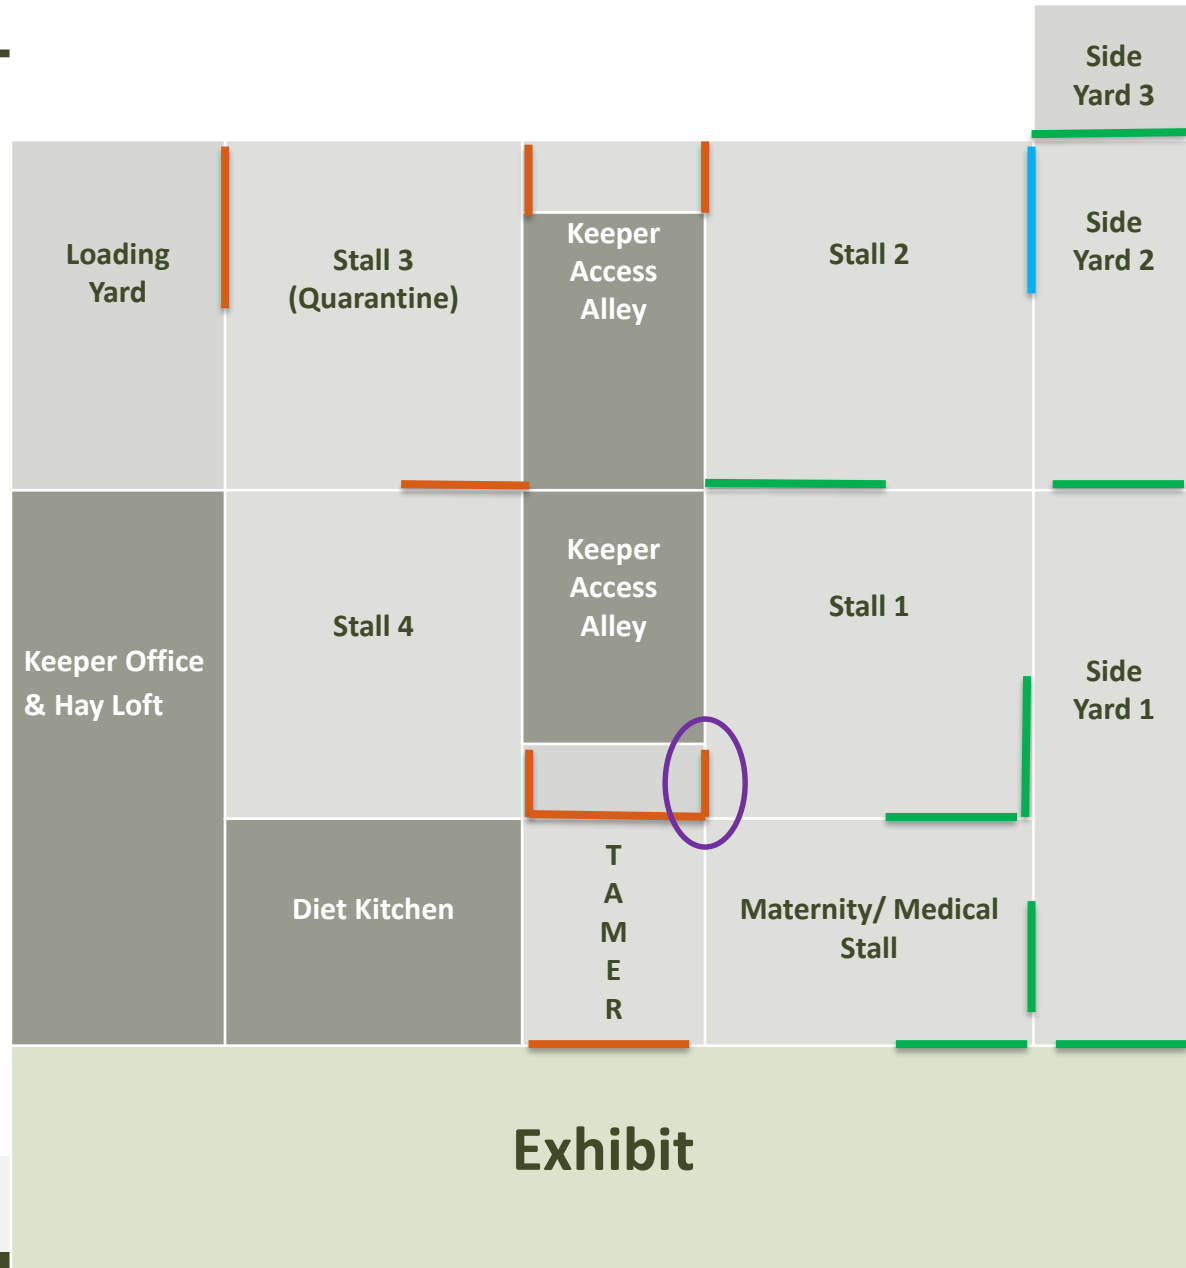 Side
Yard 3
Loading
Yard
Stall 3
(Quarantine)
Keeper
Access
Alley
Stall 2
Side
Yard 2
Keeper Office
& Hay Loft
Stall 4
Keeper
Access
Alley
Stall 1
Side
Yard 1
Diet Kitchen
T
A
M
E
R
Maternity/ Medical
Stall
Exhibit